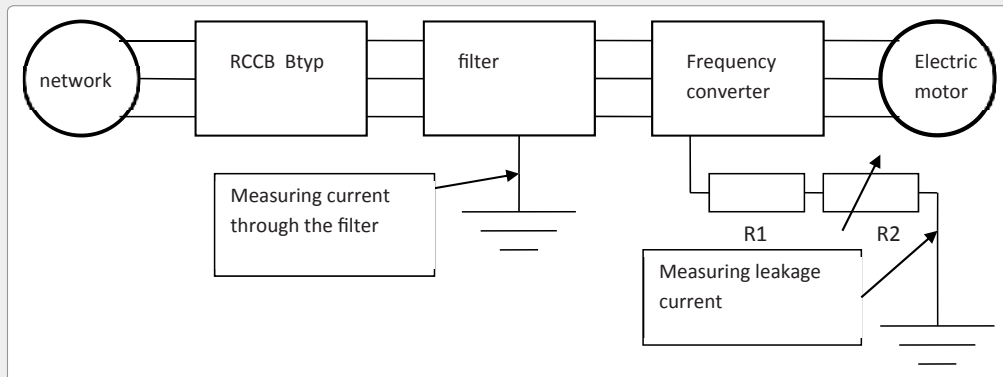 network
RCCB Btyp
filter
Frequency
converter
Electric
motor
Measuring current
through the filter
R1
R2
Measuring leakage
current